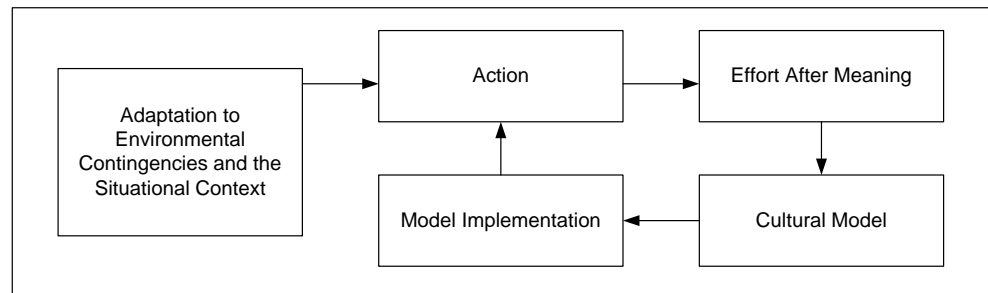 Adaptation to
Environmental
Contingencies and the
Situational Context
Action
Effort After Meaning
Model Implementation
Cultural Model